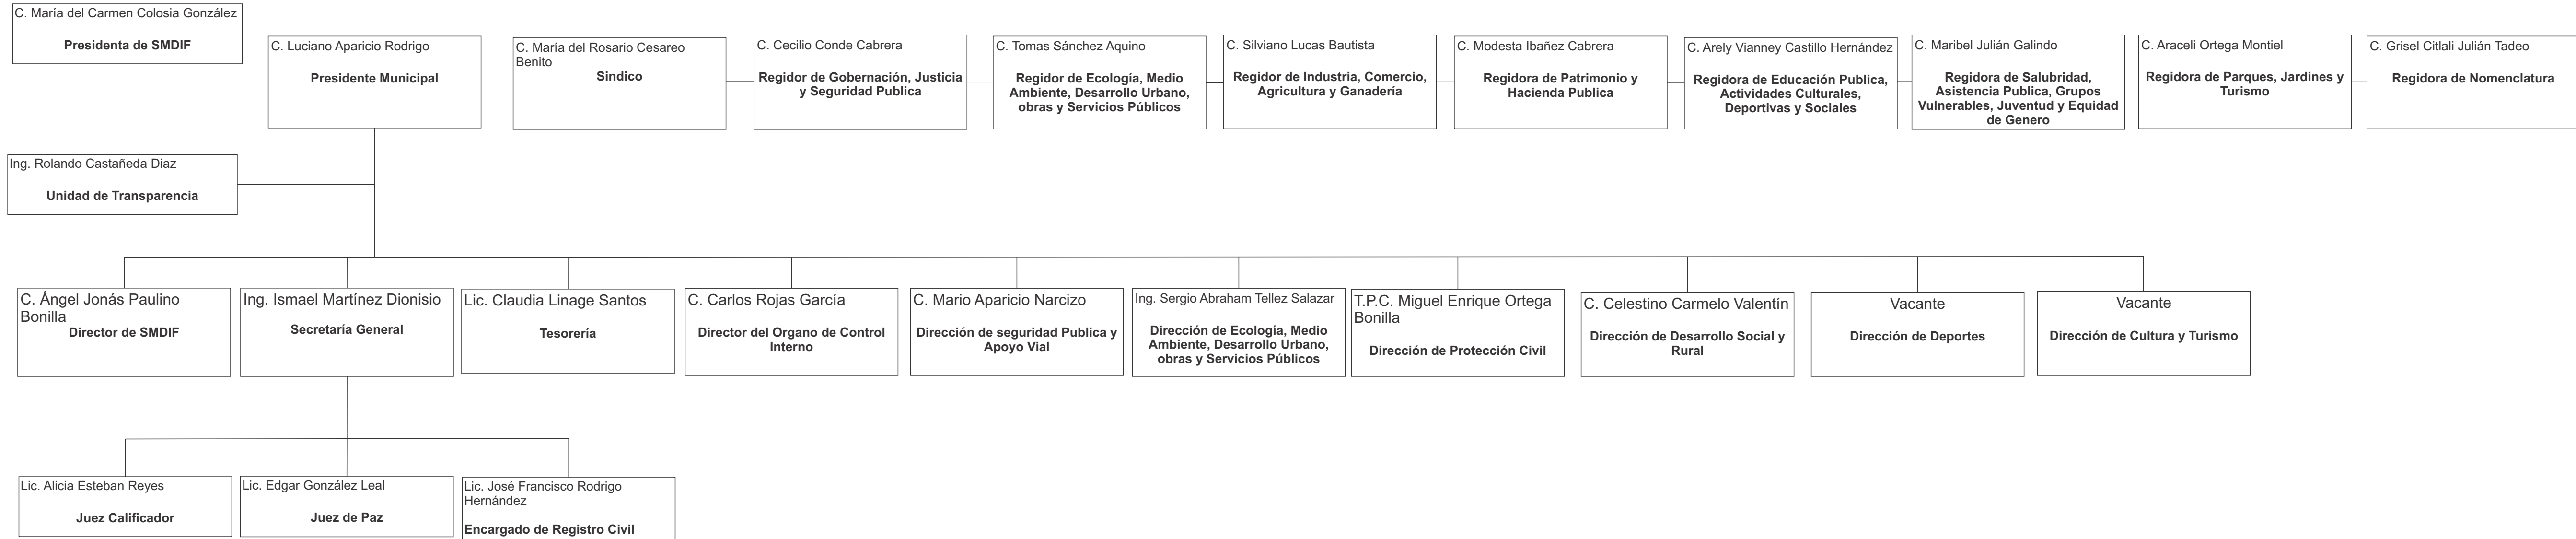 C. María del Carmen Colosia González
Presidenta de SMDIF
C. Luciano Aparicio Rodrigo
Presidente Municipal
C. María del Rosario Cesareo
Benito
Sindico
C. Cecilio Conde Cabrera
Regidor de Gobernación, Justicia
y Seguridad Publica
C. Tomas Sánchez Aquino
Regidor de Ecología, Medio
Ambiente, Desarrollo Urbano,
obras y Servicios Públicos
C. Silviano Lucas Bautista
Regidor de Industria, Comercio,
Agricultura y Ganadería
C. Modesta Ibañez Cabrera
Regidora de Patrimonio y
Hacienda Publica
C. Arely Vianney Castillo Hernández
Regidora de Educación Publica,
Actividades Culturales,
Deportivas y Sociales
C. Maribel Julián Galindo
Regidora de Salubridad,
Asistencia Publica, Grupos
Vulnerables, Juventud y Equidad
de Genero
C. Araceli Ortega Montiel
Regidora de Parques, Jardines y
Turismo
C. Grisel Citlali Julián Tadeo
Regidora de Nomenclatura
Ing. Rolando Castañeda Diaz
Unidad de Transparencia
C. Ángel Jonás Paulino
Bonilla
Director de SMDIF
Ing. Ismael Martínez Dionisio
Secretaría General
Lic. Claudia Linage Santos
Tesorería
C. Carlos Rojas García
Director del Organo de Control
Interno
C. Mario Aparicio Narcizo
Dirección de seguridad Publica y
Apoyo Vial
Ing. Sergio Abraham Tellez Salazar
Dirección de Ecología, Medio
Ambiente, Desarrollo Urbano,
obras y Servicios Públicos
T.P.C. Miguel Enrique Ortega
Bonilla
Dirección de Protección Civil
C. Celestino Carmelo Valentín
Dirección de Desarrollo Social y
Rural
Vacante
Dirección de Deportes
Vacante
Dirección de Cultura y Turismo
Lic. Alicia Esteban Reyes
Juez Calificador
Lic. Edgar González Leal
Juez de Paz
Lic. José Francisco Rodrigo
Hernández
Encargado de Registro Civil